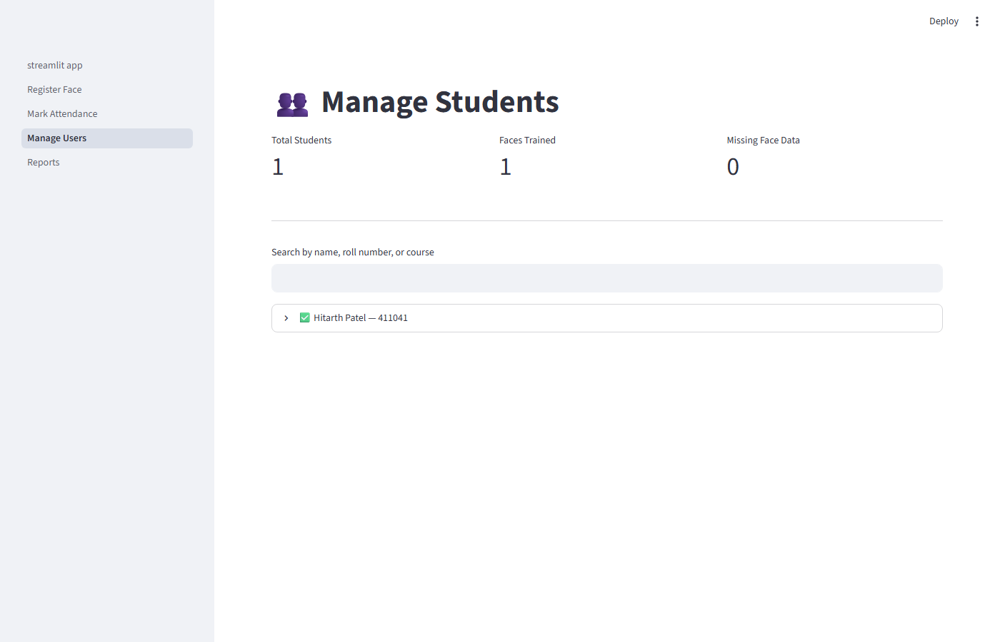 Deploy
streamlit app
Register Face
Mark Attendance
Manage Users
Reports
Manage Students
Total Students
1
Faces Trained
1
Missing Face Data
0
Search by name, roll number, or course
Hitarth Patel — 411041